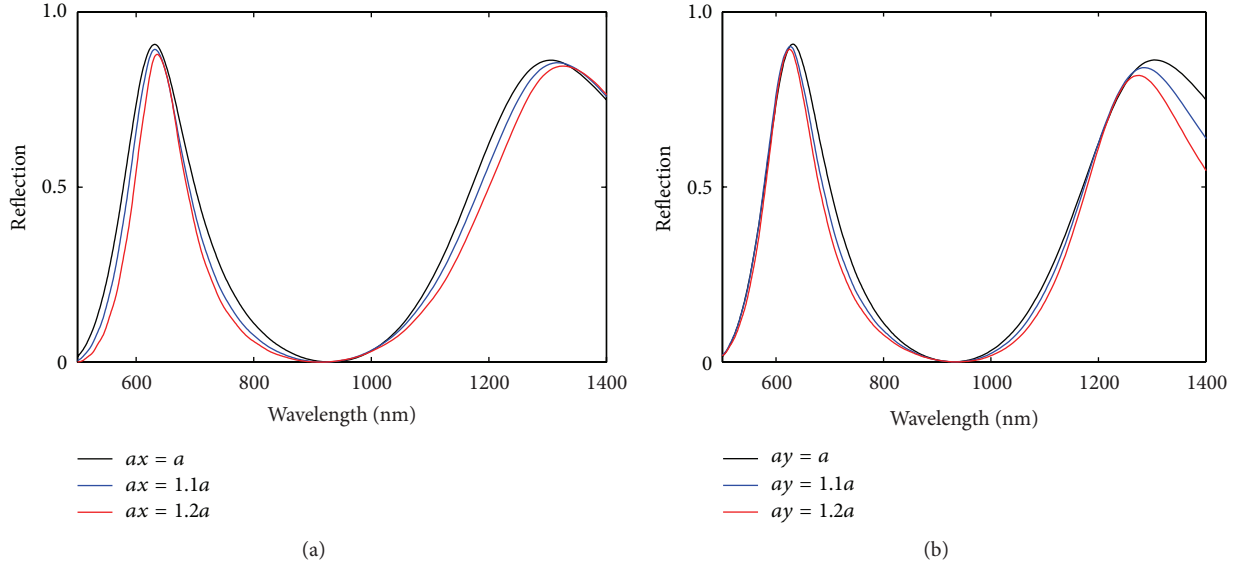 1.0
0.5
0
Reflection
600
800
1000
1200
1400
Wavelength (nm)
ax = a
ax = 1.1a
ax = 1.2a
(a)
1.0
0.5
0
Reflection
600
800
1000
1200
1400
Wavelength (nm)
ay = a
ay = 1.1a
ay = 1.2a
(b)